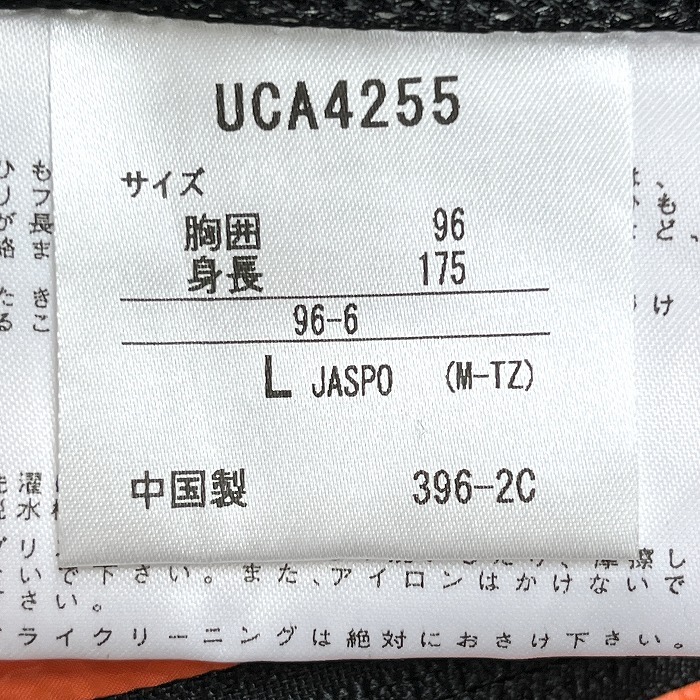 UCA4255
サイズ
胸囲 96
身長 175
96-6
L JASPO (M-TZ)
中国製 396-2C
で下さい。また、アイロンはかけないで
さい。
ライクリーニングは絶対におさけ下さい。